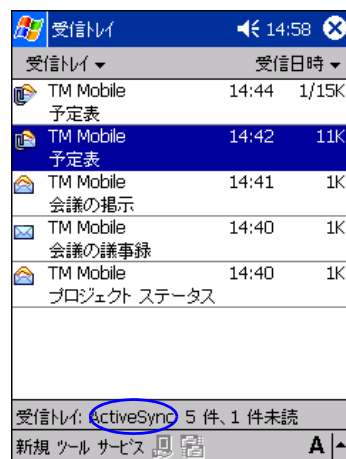 受信トレイ 14:58
受信トレイ 受信日時
TM Mobile 14:44 1/15K
予定表
TM Mobile 14:42 11K
予定表
TM Mobile 14:41 1K
会議の掲示
TM Mobile 14:40 1K
会議の議事録
TM Mobile 14:40 1K
プロジェクト ステータス
受信トレイ: ActiveSync 5 件、1 件未読
新規 ツール サービス A